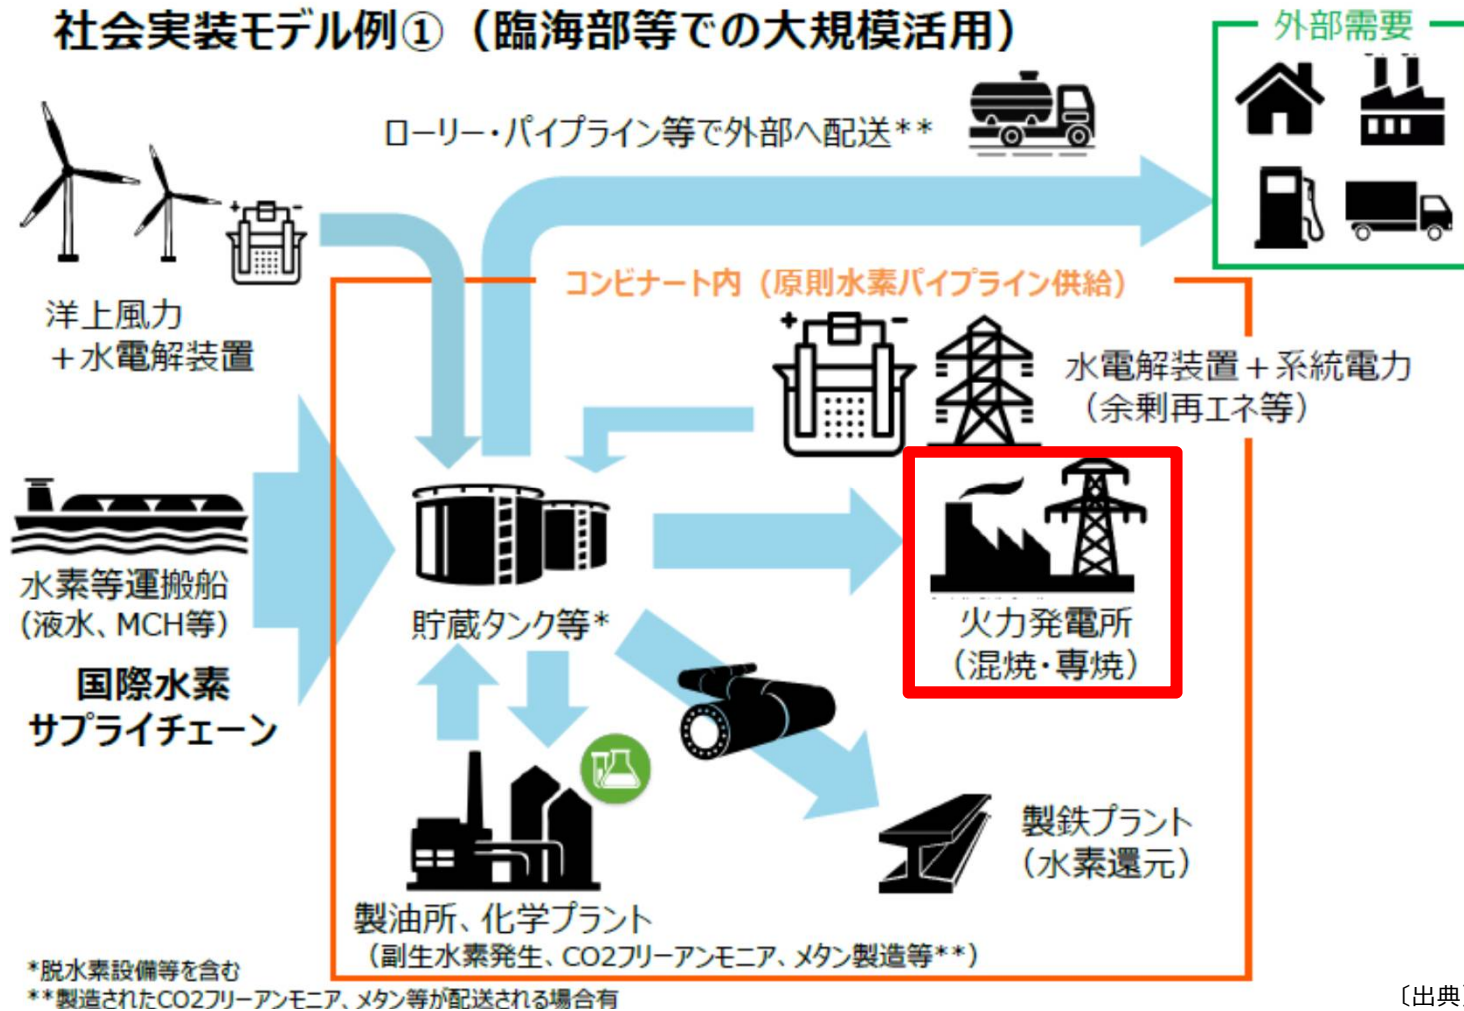 社会実装モデル例①（臨海部等での大規模活用）
外部需要
ローリー・パイプライン等で外部へ配送**
洋上風力
＋水電解装置
コンビナート内（原則水素パイプライン供給）
水電解装置＋系統電力
（余剰再エネ等）
水素等運搬船
(液水、MCH等)
国際水素
サプライチェーン
貯蔵タンク等*
火力発電所
（混焼・専焼）
製鉄プラント
（水素還元）
製油所、化学プラント
（副生水素発生、CO2フリーアンモニア、メタン製造等**）
*脱水素設備等を含む
**製造されたCO2フリーアンモニア、メタン等が配送される場合有
〔出典〕